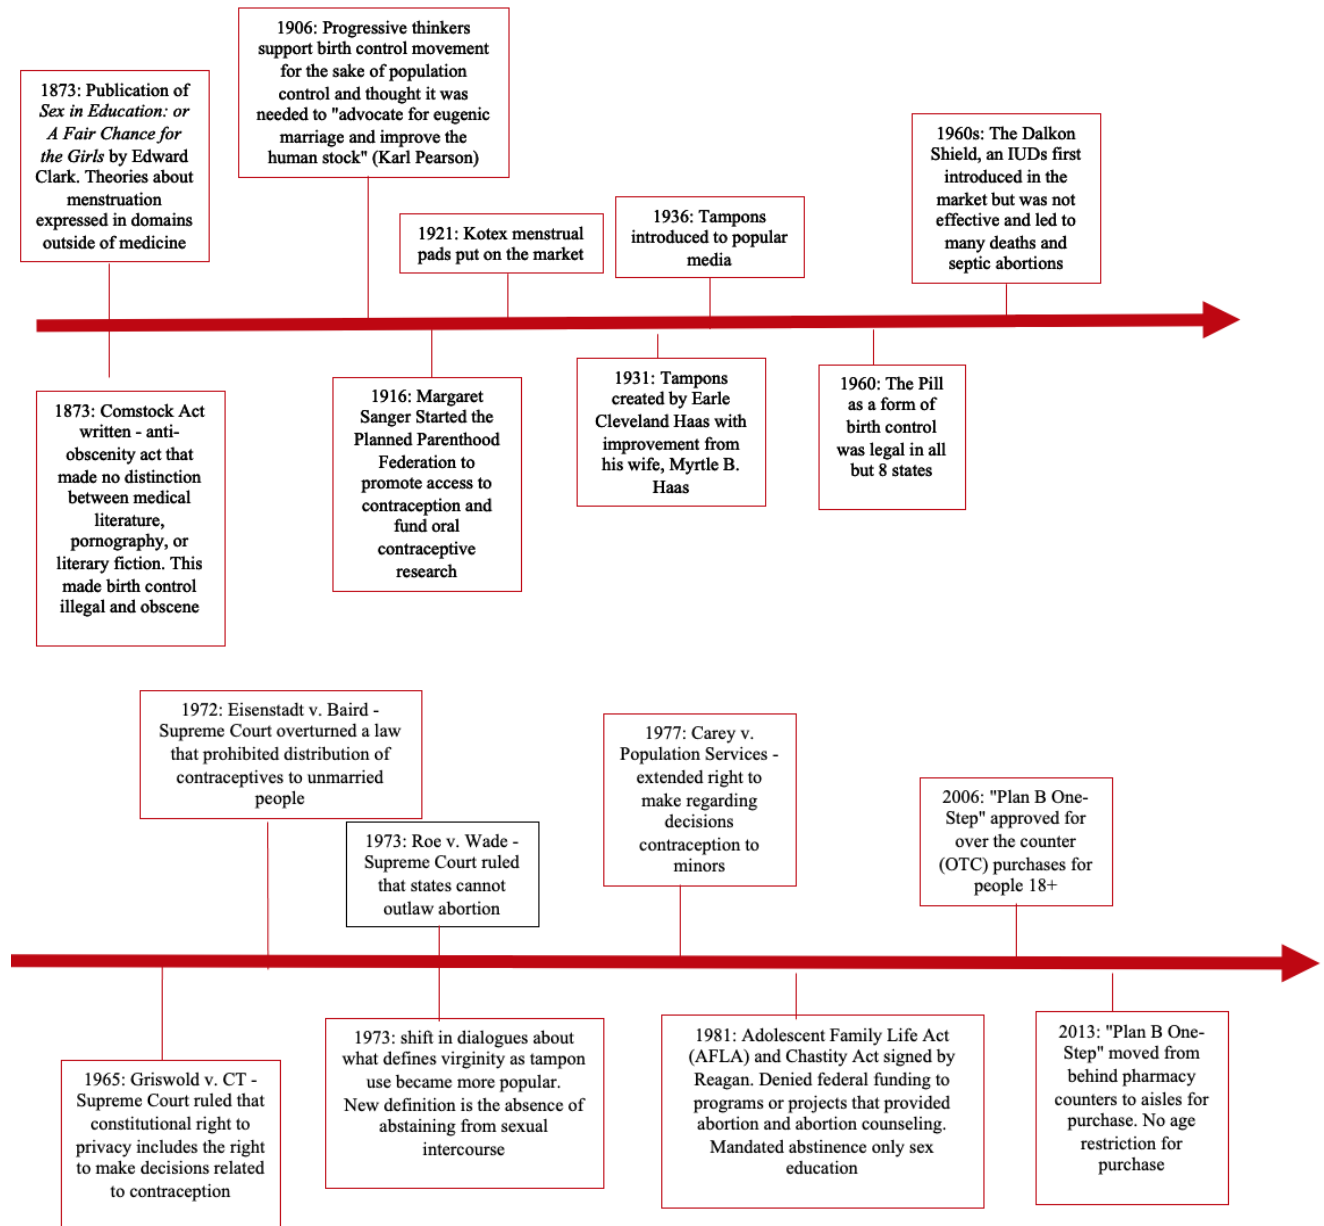 1873: Publication of
Sex in Education: or
A Fair Chance for
the Girls by Edward
Clark. Theories about
menstruation
expressed in domains
outside of medicine
1906: Progressive thinkers
support birth control movement
for the sake of population
control and thought it was
needed to "advocate for eugenic
marriage and improve the
human stock" (Karl Pearson)
1921: Kotex menstrual
pads put on the market
1936: Tampons
introduced to popular
media
1960s: The Dalkon
Shield, an IUDs first
introduced in the
market but was not
effective and led to
many deaths and
septic abortions
1873: Comstock Act
written - anti-
obscenity act that
made no distinction
between medical
literature,
pornography, or
literary fiction. This
made birth control
illegal and obscene
1916: Margaret
Sanger Started the
Planned Parenthood
Federation to
promote access to
contraception and
fund oral
contraceptive
research
1931: Tampons
created by Earle
Cleveland Haas with
improvement from
his wife, Myrtle B.
Haas
1960: The Pill
as a form of
birth control
was legal in all
but 8 states
1972: Eisenstadt v. Baird -
Supreme Court overturned a law
that prohibited distribution of
contraceptives to unmarried
people
1973: Roe v. Wade -
Supreme Court ruled
that states cannot
outlaw abortion
1977: Carey v.
Population Services -
extended right to
make regarding
decisions
contraception to
minors
2006: "Plan B One-
Step" approved for
over the counter
(OTC) purchases for
people 18+
1965: Griswold v. CT -
Supreme Court ruled that
constitutional right to
privacy includes the right
to make decisions related
to contraception
1973: shift in dialogues about
what defines virginity as tampon
use became more popular.
New definition is the absence of
abstaining from sexual
intercourse
1981: Adolescent Family Life Act
(AFLA) and Chastity Act signed by
Reagan. Denied federal funding to
programs or projects that provided
abortion and abortion counseling.
Mandated abstinence only sex
education
2013: "Plan B One-
Step" moved from
behind pharmacy
counters to aisles for
purchase. No age
restriction for
purchase